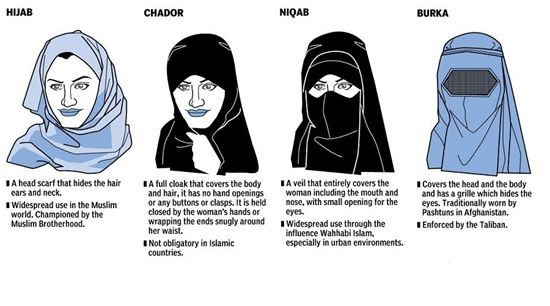 HIJAB
A head scarf that hides the hair
ears and neck.
Widespread use in the Muslim
world. Championed by the
Muslim Brotherhood.
CHADOR
A full cloak that covers the body
and hair, it has no hand openings
or any buttons or clasps. It is held
closed by the woman's hands or
wrapping the ends snugly around
her waist.
Not obligatory in Islamic
countries.
NIQAB
A veil that entirely covers the
woman including the mouth and
nose, with small opening for the
eyes.
Widespread use through the
influence Wahhabi Islam,
especially in urban environments.
BURKA
Covers the head and the body
and has a grille which hides the
eyes. Traditionally worn by
Pashtuns in Afghanistan.
Enforced by the Taliban.